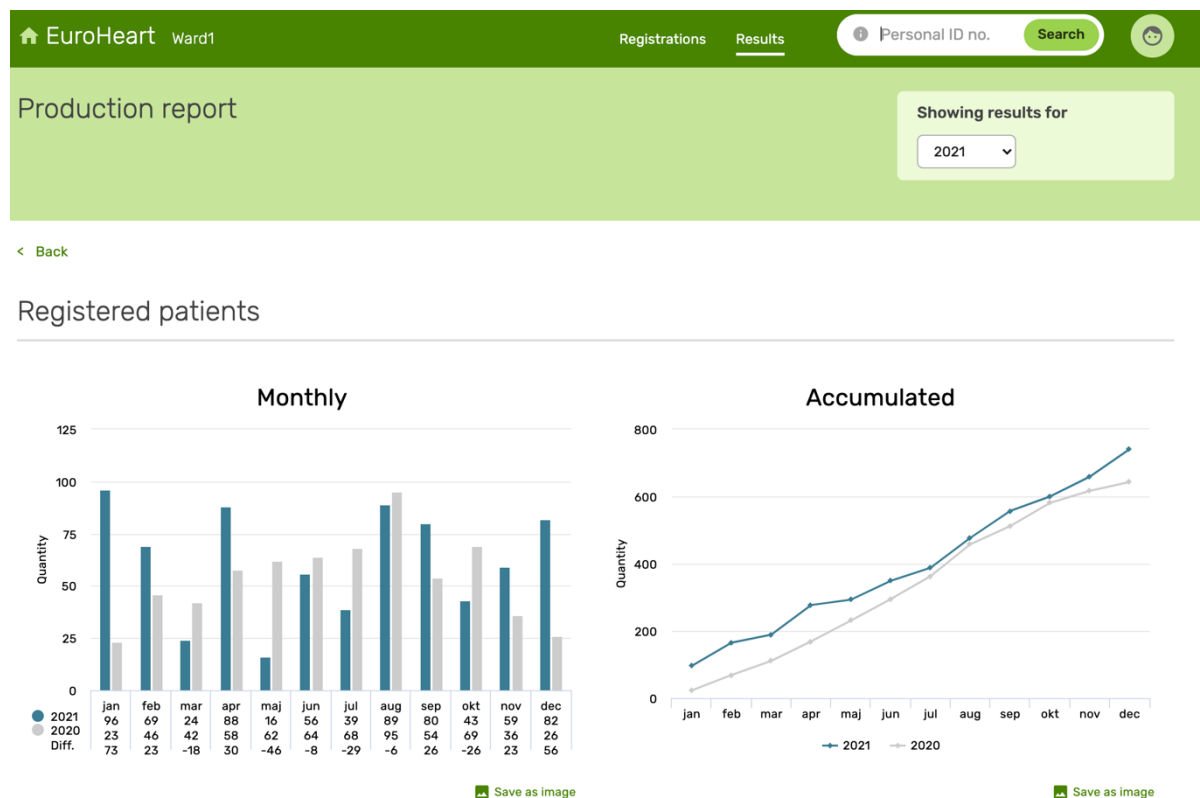 EuroHeart Ward1 Registrations Results Personal ID no. Search
Production report
Showing results for
2021
< Back
Registered patients
Monthly
125
100
75
50
25
0
Quantity
jan feb mar apr maj jun jul aug sep okt nov dec
2021 96 69 24 88 16 56 39 89 80 43 59 82
2020 23 46 42 58 62 64 68 95 54 69 36 26
Diff. 73 23 -18 30 -46 -8 -29 -6 26 -26 23 56
Save as image
Accumulated
800
600
400
200
0
Quantity
jan feb mar apr maj jun jul aug sep okt nov dec
2021 2020
Save as image